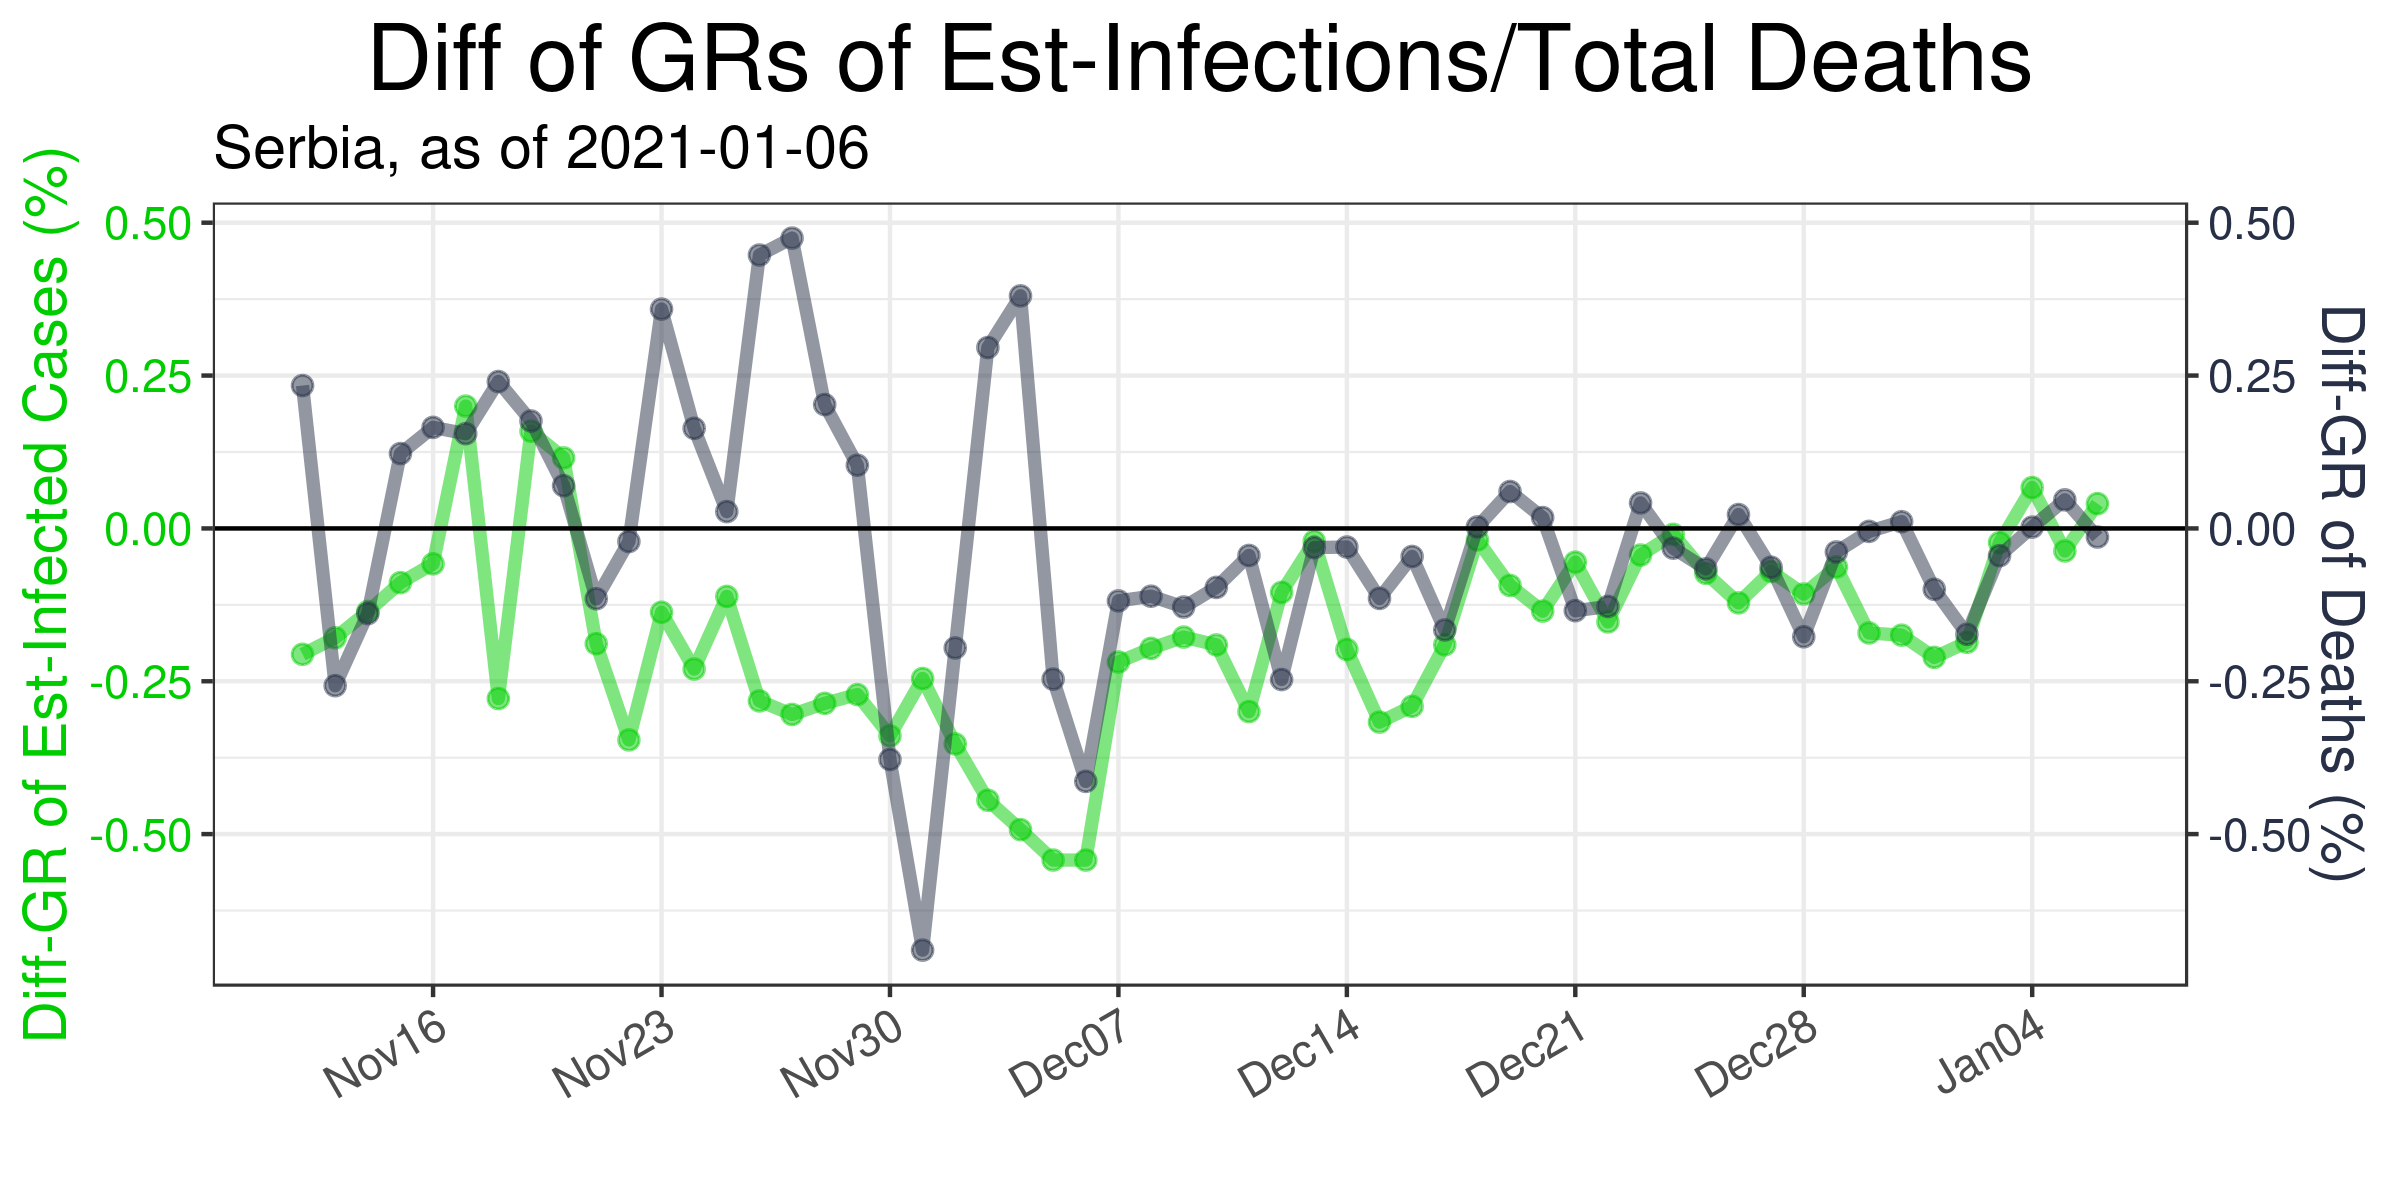 Diff of GRs of Est-Infections/Total Deaths
Serbia, as of 2021-01-06
Diff-GR of Est-Infected Cases (%)
0.50
0.25
0.00
-0.25
-0.50
0.50
0.25
0.00
-0.25
-0.50
Diff-GR of Deaths (%)
Nov16
Nov23
Nov30
Dec07
Dec14
Dec21
Dec28
Jan04